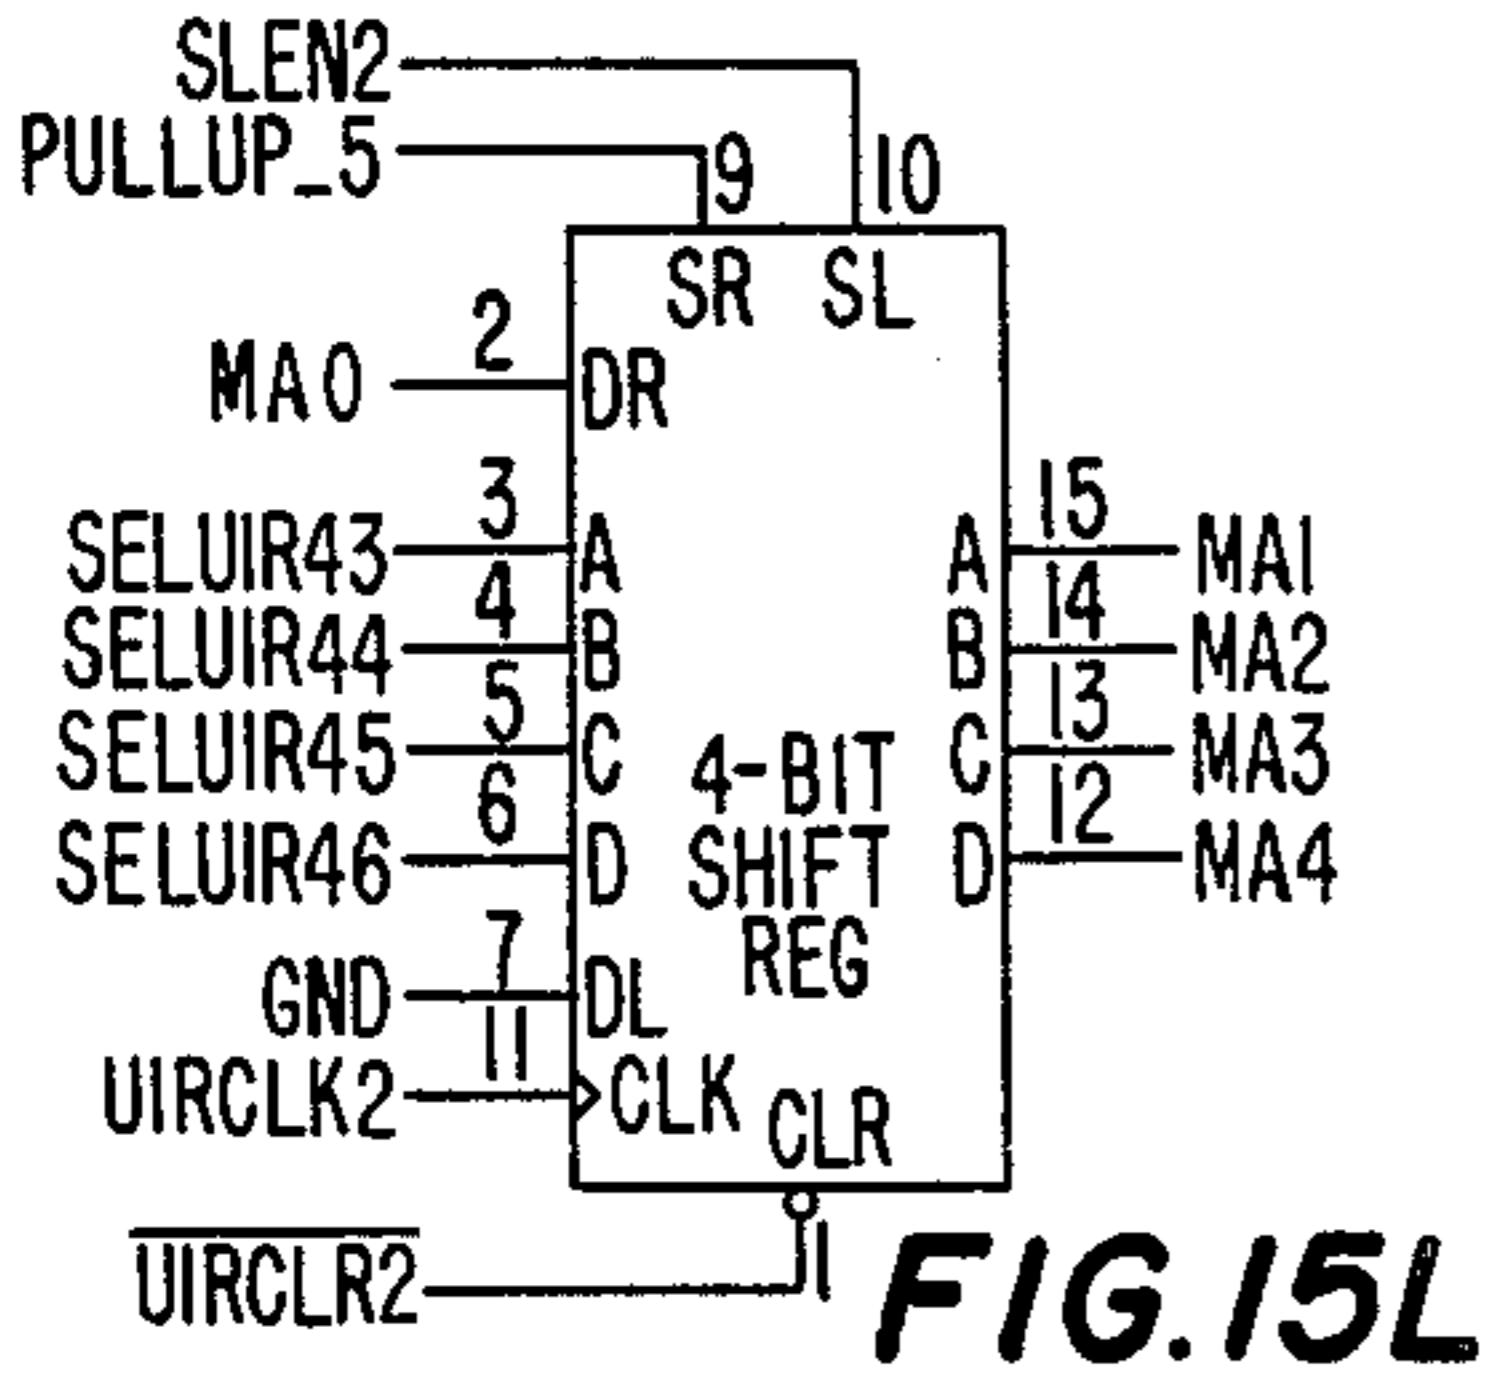 SLEN2
PULLUP_5
9 10
SR SL
2
MA0 DR
3 15
SELUIR43 A A MA1
4 14
SELUIR44 B B MA2
5 13
SELUIR45 C C MA3
6 12
SELUIR46 D D MA4
4-BIT
SHIFT
REG
7
GND DL
11
UIRCLK2 CLK
CLR
UIRCLR2 1
FIG.15L